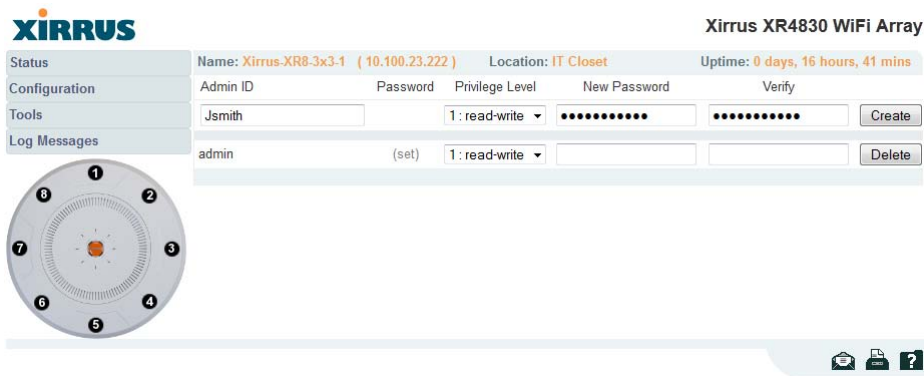 XIRRUS
Xirrus XR4830 WiFi Array
Status
Configuration
Tools
Log Messages
Name: Xirrus-XR8-3x3-1 ( 10.100.23.222 ) Location: IT Closet Uptime: 0 days, 16 hours, 41 mins
Admin ID Password Privilege Level New Password Verify
Jsmith 1 : read-write ••••••••••• ••••••••••• Create
admin (set) 1 : read-write Delete
1
2
3
4
5
6
7
8
?